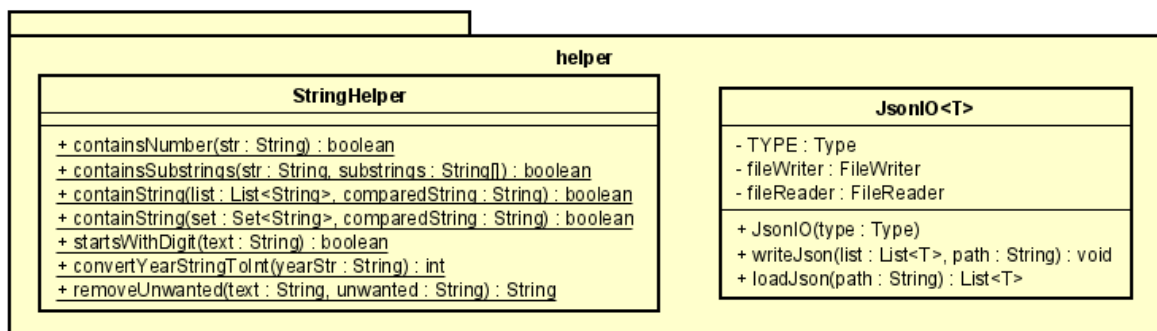 helper
StringHelper
+ containsNumber(str : String) : boolean
+ containsSubstrings(str : String, substrings : String[]) : boolean
+ containString(list : List<String>, comparedString : String) : boolean
+ containString(set : Set<String>, comparedString : String) : boolean
+ startsWithDigit(text : String) : boolean
+ convertYearStringToInt(yearStr : String) : int
+ removeUnwanted(text : String, unwanted : String) : String
JsonIO<T>
- TYPE : Type
- fileWriter : FileWriter
- fileReader : FileReader
+ JsonIO(type : Type)
+ writeJson(list : List<T>, path : String) : void
+ loadJson(path : String) : List<T>